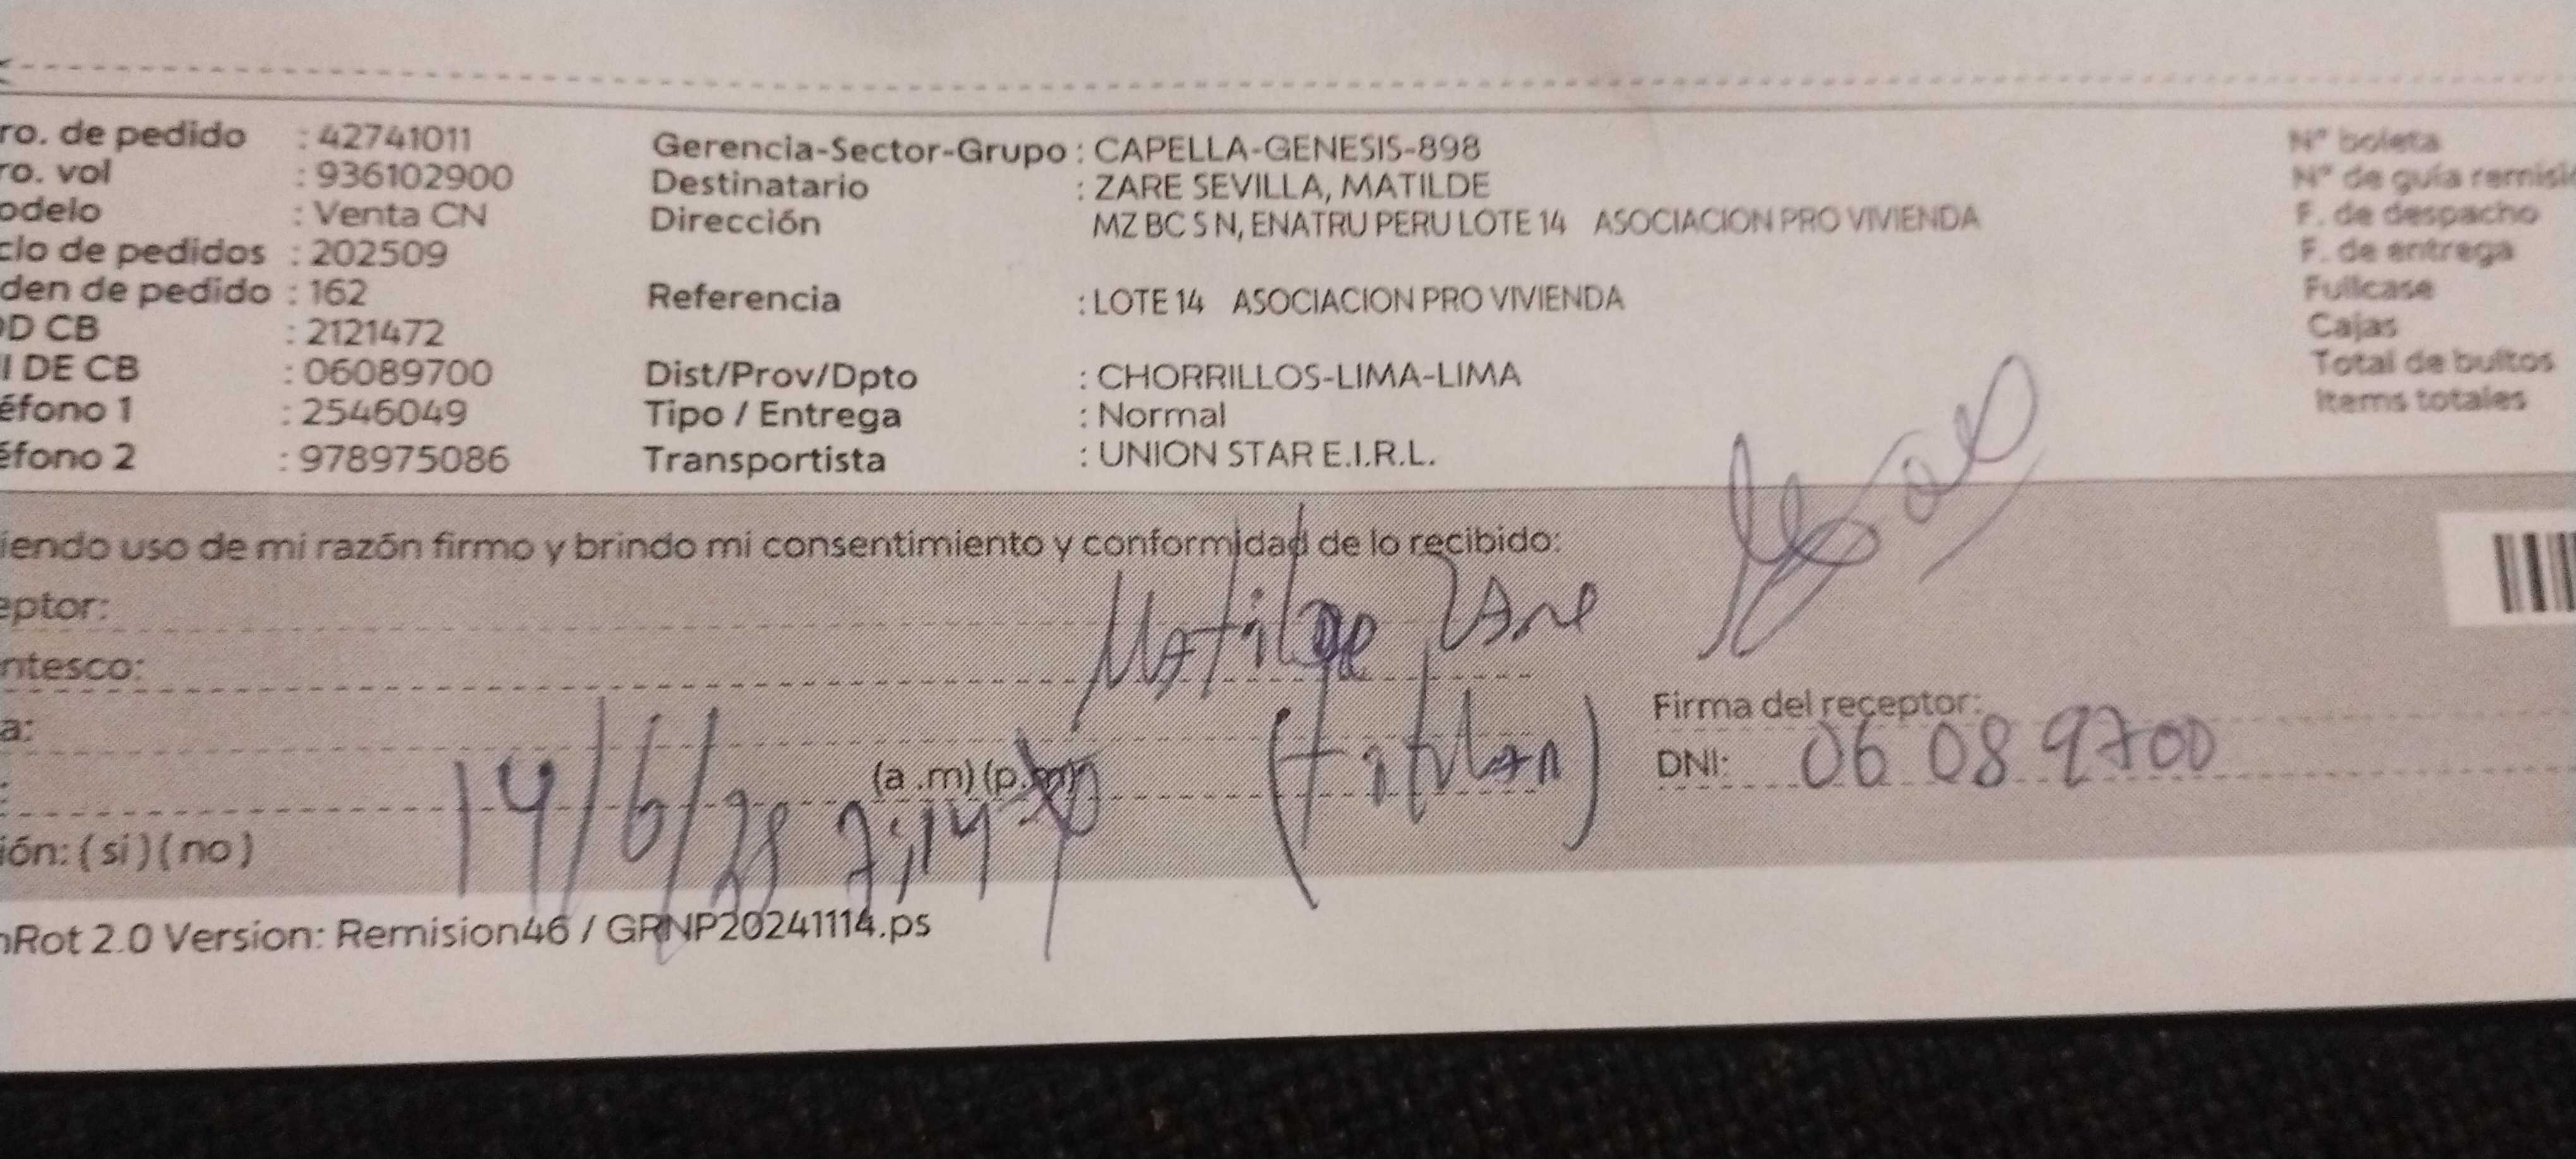 ro. de pedido : 42741011
ro. vol : 936102900
odelo : Venta CN
clo de pedidos : 202509
den de pedido : 162
D CB : 2121472
I DE CB : 06089700
éfono 1 : 2546049
éfono 2 : 978975086
Gerencia-Sector-Grupo : CAPELLA-GENESIS-898
Destinatario : ZARE SEVILLA, MATILDE
Dirección MZ BC S N, ENATRU PERU LOTE 14 ASOCIACION PRO VIVIENDA
Referencia : LOTE 14 ASOCIACION PRO VIVIENDA
Dist/Prov/Dpto : CHORRILLOS-LIMA-LIMA
Tipo / Entrega : Normal
Transportista : UNION STAR E.I.R.L.
N° boleta
N° de guía remisi
F. de despacho
F. de entrega
Fullcase
Cajas
Total de bultos
Items totales
iendo uso de mi razón firmo y brindo mi consentimiento y conformidad de lo recibido:
eptor: Matilde Zare
ntesco: (titular)
a:
(a .m) (p.m)
14/6/25 7:14
ión: ( si ) ( no )
Firma del receptor:
DNI: 06 08 9700
nRot 2.0 Version: Remision46 / GRNP20241114.ps